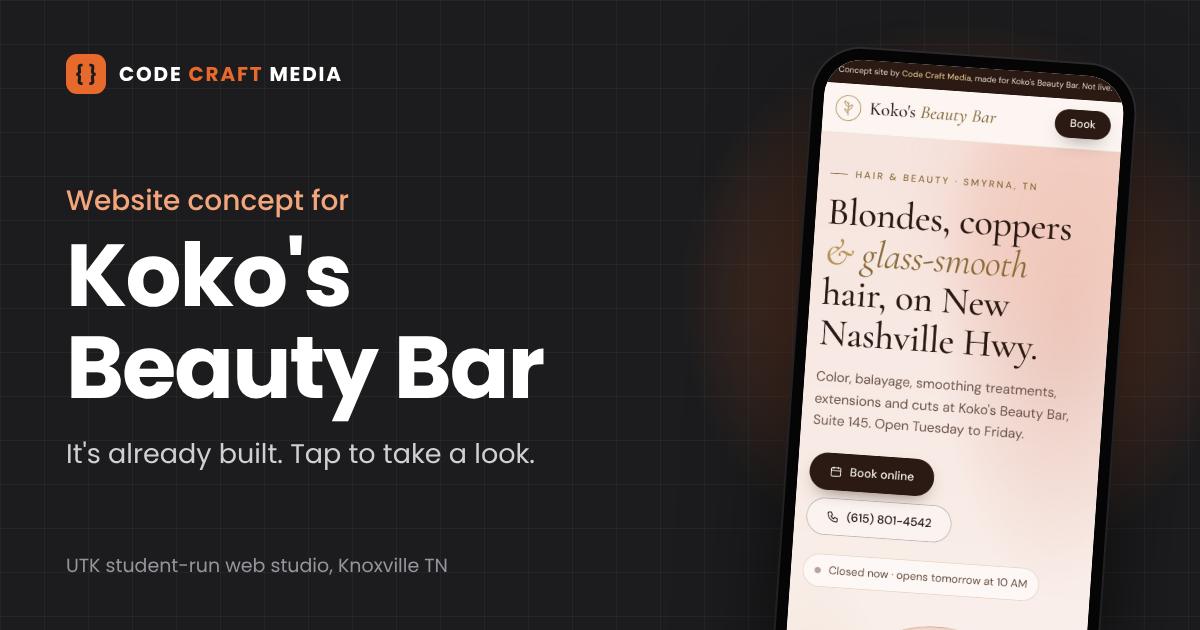 { } CODE CRAFT MEDIA
Website concept for
Koko's
Beauty Bar
It's already built. Tap to take a look.
UTK student-run web studio, Knoxville TN
Concept site by Code Craft Media, made for Koko's Beauty Bar. Not live.
Koko's Beauty Bar
Book
HAIR & BEAUTY · SMYRNA, TN
Blondes, coppers
& glass-smooth
hair, on New
Nashville Hwy.
Color, balayage, smoothing treatments,
extensions and cuts at Koko's Beauty Bar,
Suite 145. Open Tuesday to Friday.
Book online
(615) 801-4542
Closed now · opens tomorrow at 10 AM